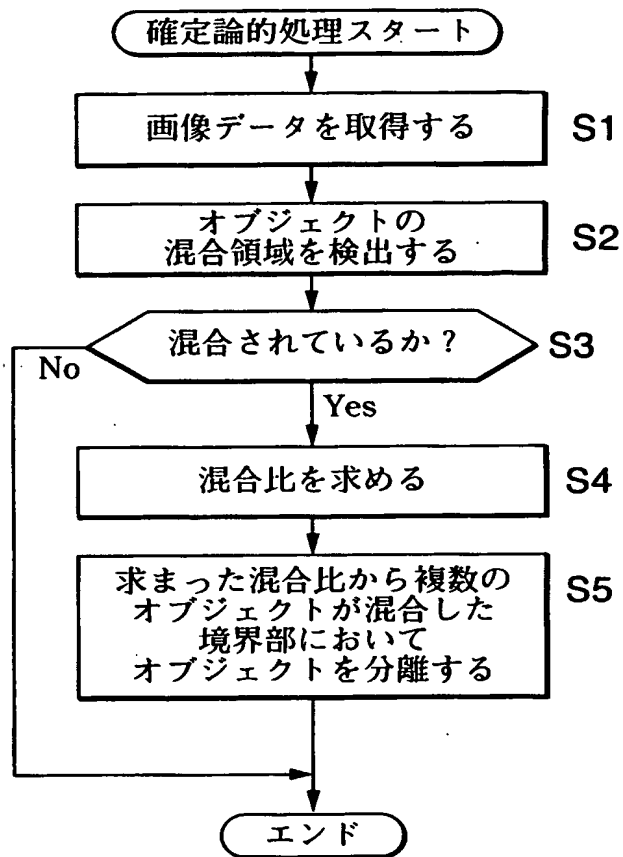 確定論的処理スタート
画像データを取得する
S1
オブジェクトの
混合領域を検出する
S2
混合されているか？
S3
No
Yes
混合比を求める
S4
求まった混合比から複数の
オブジェクトが混合した
境界部において
オブジェクトを分離する
S5
エンド